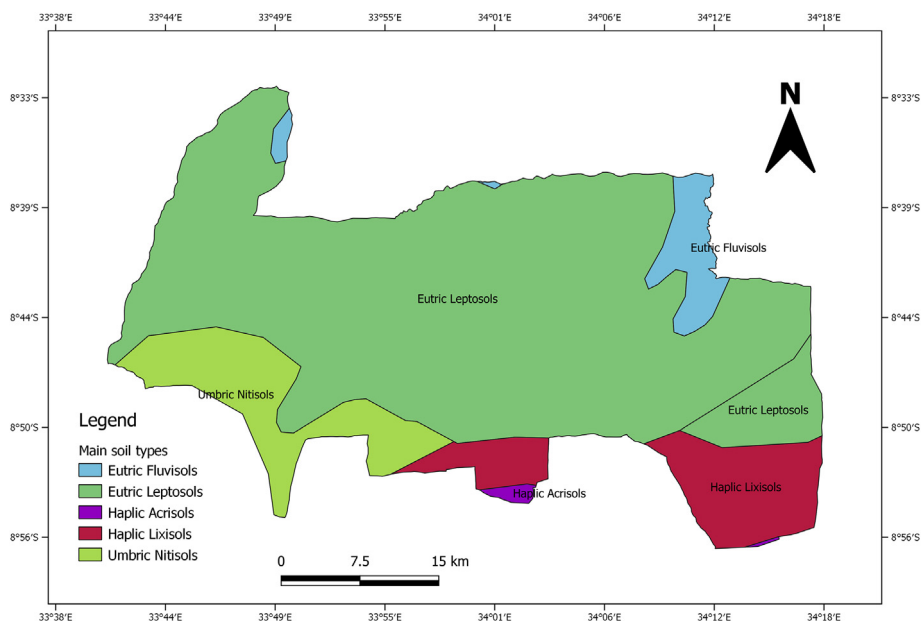 33°38'E 33°44'E 33°49'E 33°55'E 34°01'E 34°06'E 34°12'E 34°18'E
N
8°33'S 8°33'S
8°39'S 8°39'S
Eutric Fluvisols
Eutric Leptosols
8°44'S 8°44'S
Umbric Nitisols
Eutric Leptosols
8°50'S 8°50'S
Haplic Lixisols
Haplic Acrisols
8°56'S 8°56'S
Legend
Main soil types
Eutric Fluvisols
Eutric Leptosols
Haplic Acrisols
Haplic Lixisols
Umbric Nitisols
0 7.5 15 km
33°38'E 33°44'E 33°49'E 33°55'E 34°01'E 34°06'E 34°12'E 34°18'E